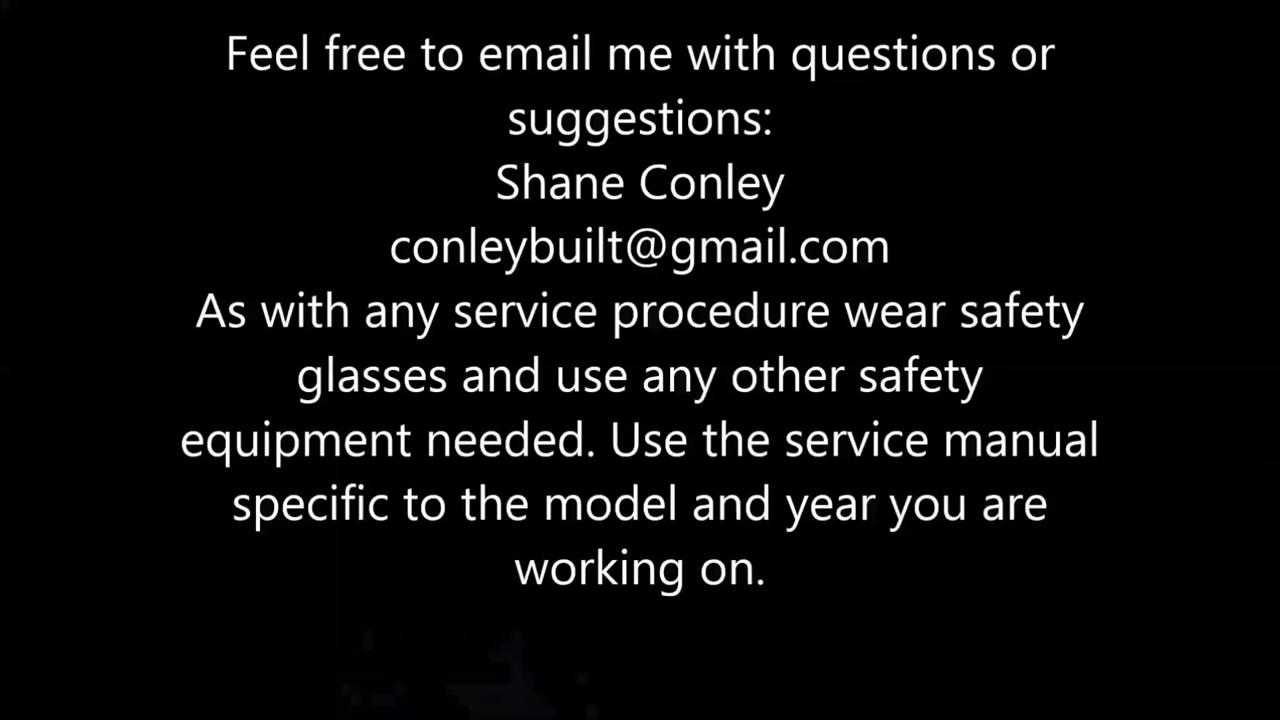 Feel free to email me with questions or
suggestions:
Shane Conley
conleybuilt@gmail.com
As with any service procedure wear safety
glasses and use any other safety
equipment needed. Use the service manual
specific to the model and year you are
working on.